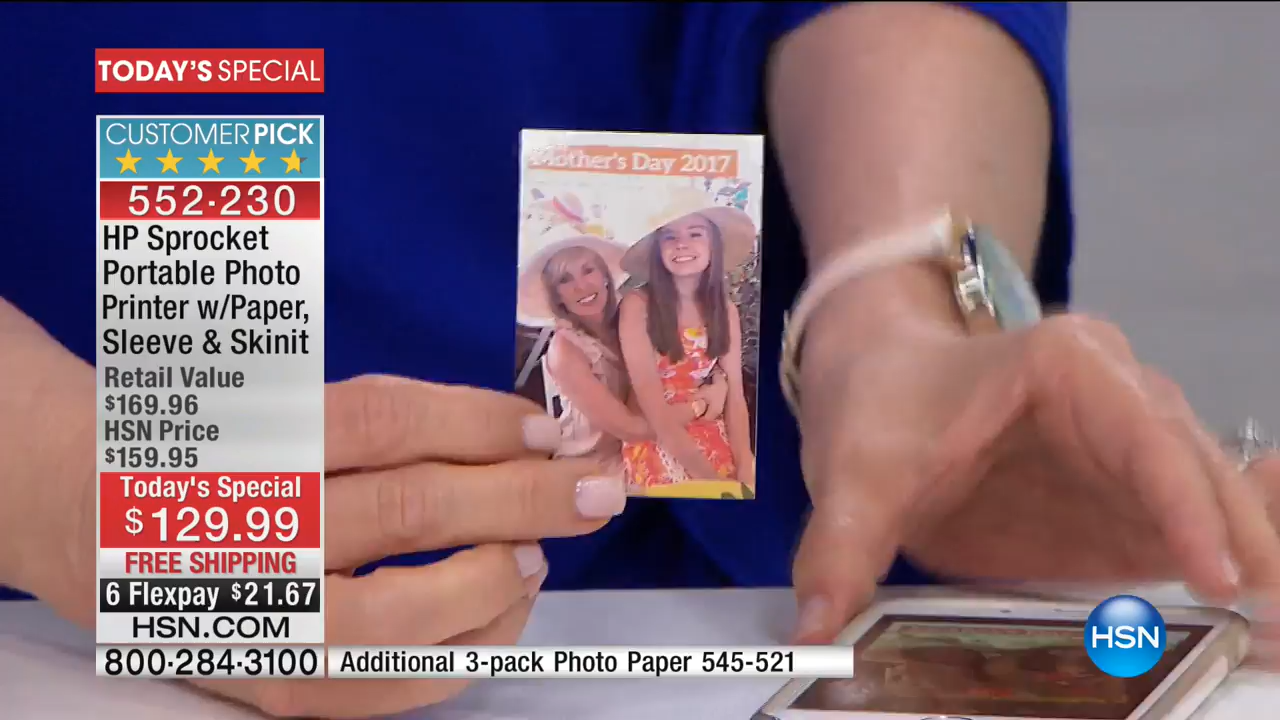 TODAY'S SPECIAL
CUSTOMER PICK
552·230
HP Sprocket
Portable Photo
Printer w/Paper,
Sleeve & Skinit
Retail Value
$169.96
HSN Price
$159.95
Today's Special
$129.99
FREE SHIPPING
6 Flexpay $21.67
HSN.COM
800·284·3100
Additional 3-pack Photo Paper 545-521
Mother's Day 2017
HSN